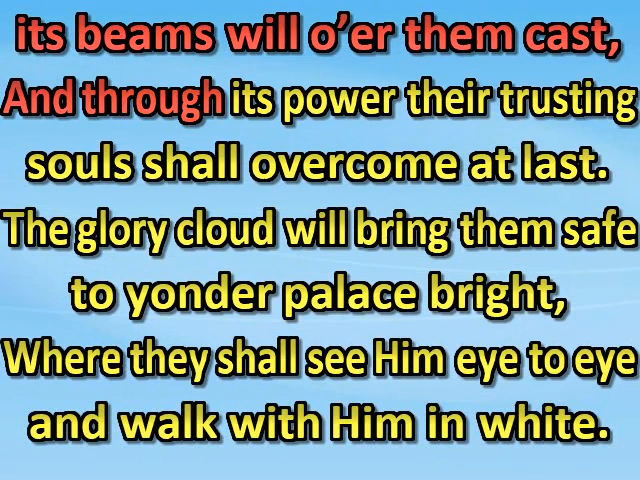 its beams will o’er them cast,
And through its power their trusting
souls shall overcome at last.
The glory cloud will bring them safe
to yonder palace bright,
Where they shall see Him eye to eye
and walk with Him in white.